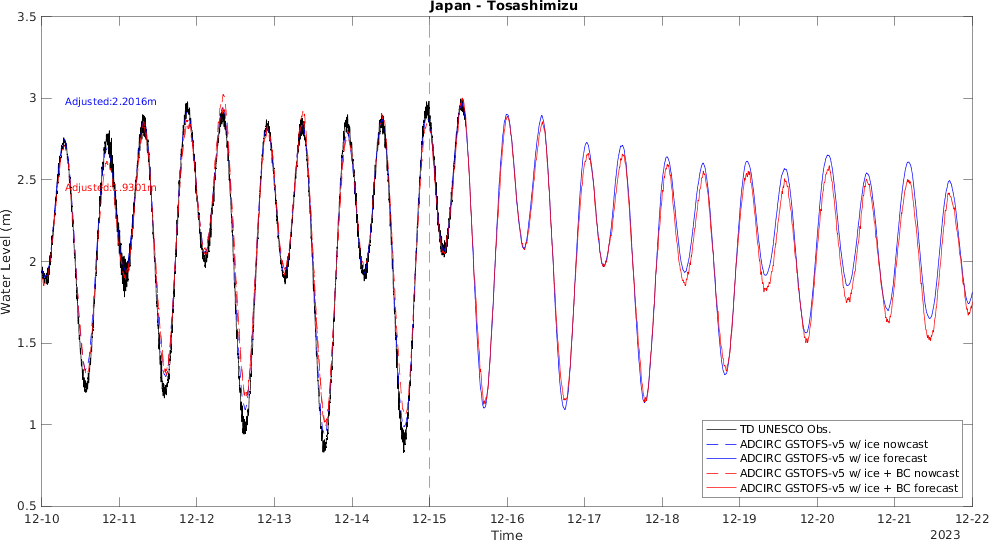 Japan - Tosashimizu
3.5
3
2.5
2
1.5
1
0.5
Water Level (m)
Adjusted:2.2016m
Adjusted:1.9301m
TD UNESCO Obs.
ADCIRC GSTOFS-v5 w/ ice nowcast
ADCIRC GSTOFS-v5 w/ ice forecast
ADCIRC GSTOFS-v5 w/ ice + BC nowcast
ADCIRC GSTOFS-v5 w/ ice + BC forecast
12-10 12-11 12-12 12-13 12-14 12-15 12-16 12-17 12-18 12-19 12-20 12-21 12-22
Time
2023